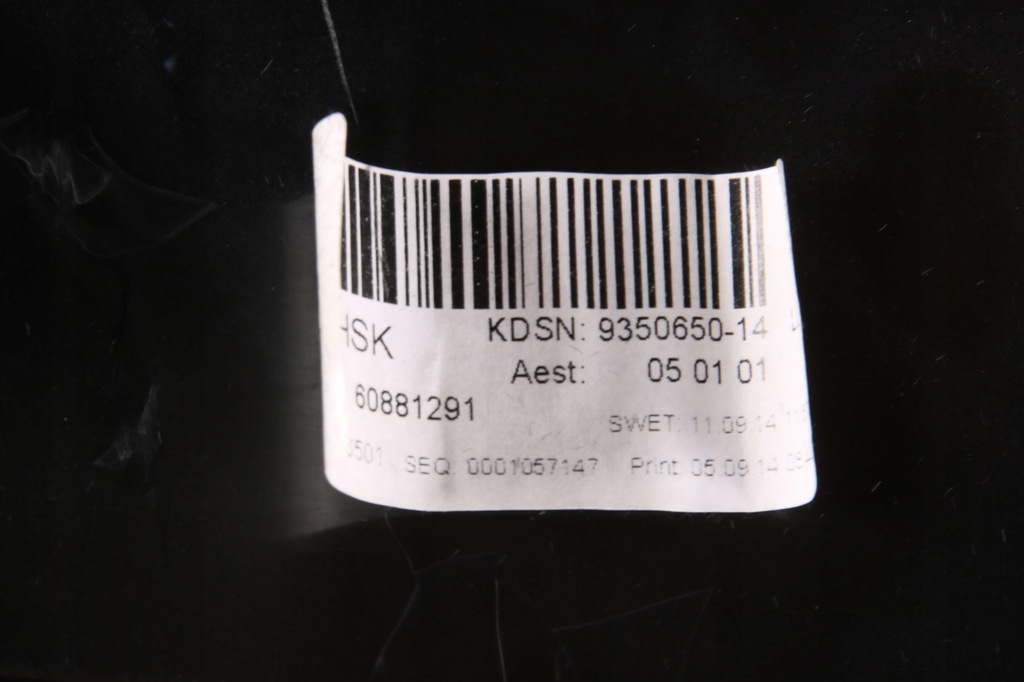 HSK KDSN: 9350650-14
Aest: 05 01 01
60881291
SWET: 11.09.14
6501 SEQ: 0001057147 Print: 05.09.14